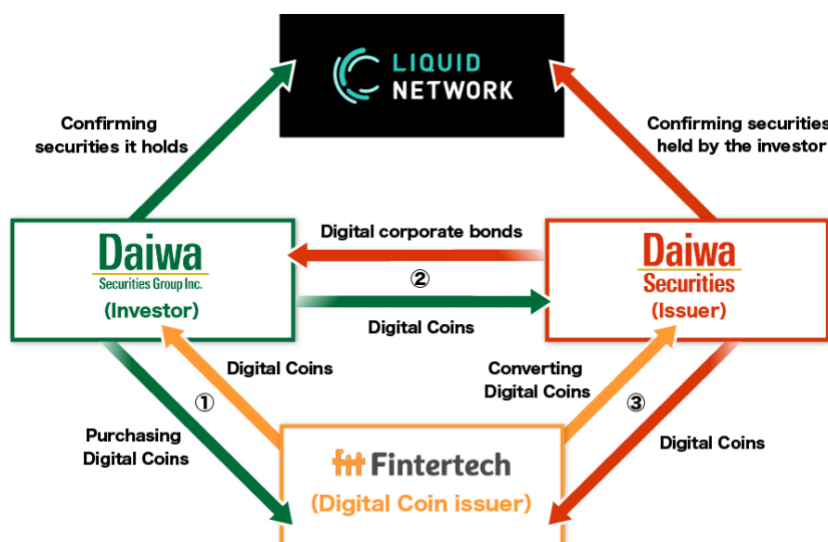 LIQUID
NETWORK
Confirming
securities it holds
Confirming securities
held by the investor
Daiwa
Securities Group Inc.
(Investor)
Digital corporate bonds
②
Digital Coins
Daiwa
Securities
(Issuer)
Digital Coins
①
Purchasing
Digital Coins
Converting
Digital Coins
③
Digital Coins
Fintertech
(Digital Coin issuer)